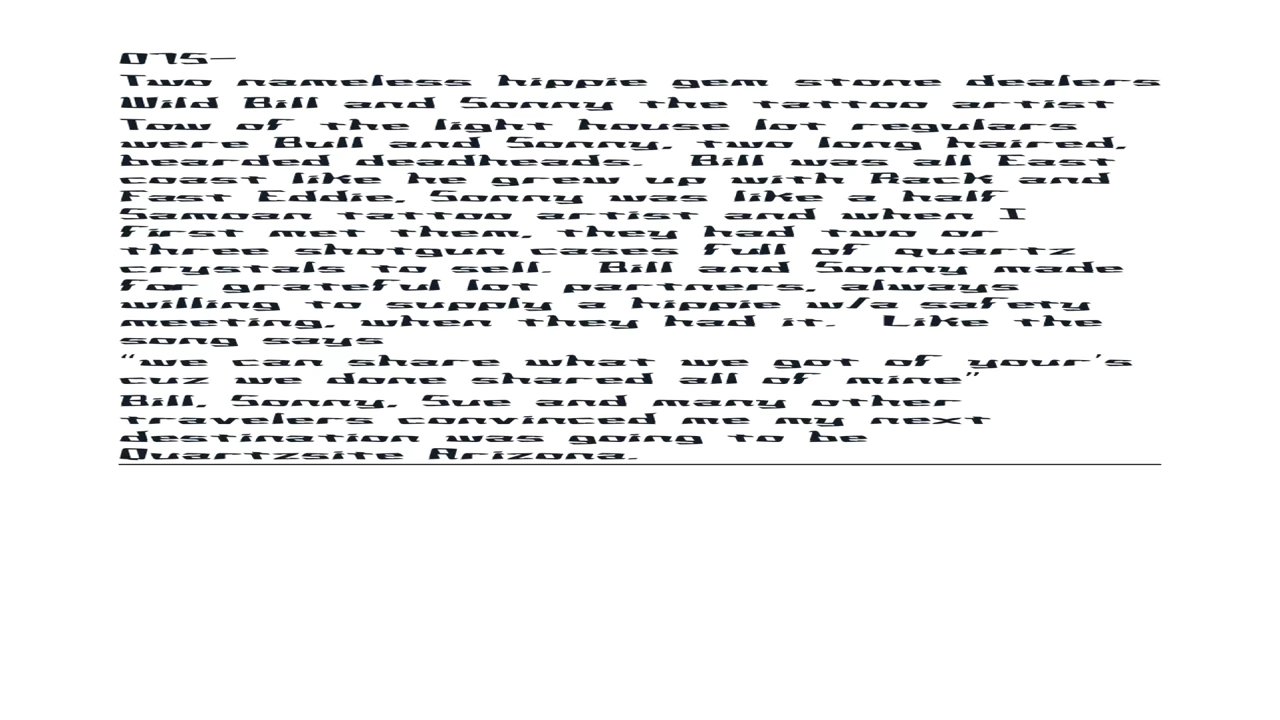 075—
Two nameless hippie gem stone dealers
Wild Bill and Sonny the tattoo artist
Tow of the light house lot regulars
were Bull and Sonny, two long haired,
bearded deadheads. Bill was all East
coast like he grew up with Rack and
Fast Eddie, Sonny was like a half
Samoan tattoo artist and when I
first met them, they had two or
three shotgun cases full of quartz
crystals to sell. Bill and Sonny made
for grateful lot partners, always
willing to supply a hippie w/a safety
meeting, when they had it. Like the
song says
“we can share what we got of your's
cuz we done shared all of mine”
Bill, Sonny, Sue and many other
travelers convinced me my next
destination was going to be
Quartzsite Arizona.